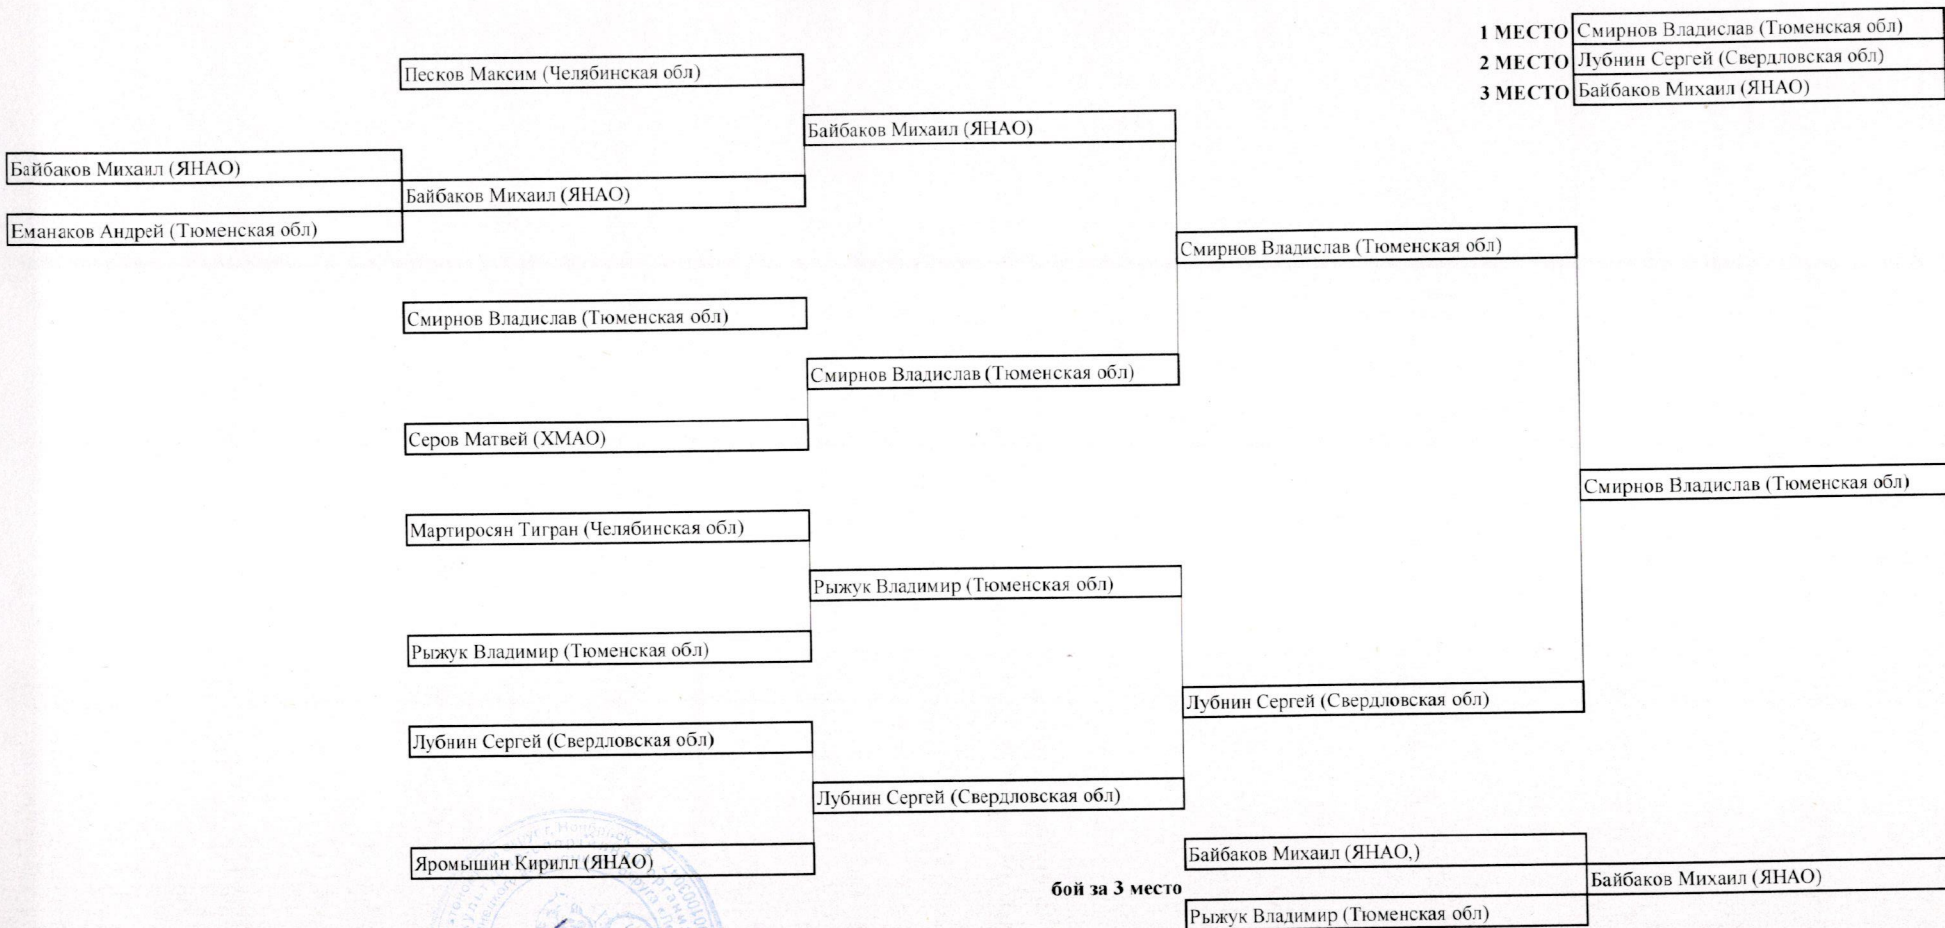 1 МЕСТО Смирнов Владислав (Тюменская обл)
2 МЕСТО Лубнин Сергей (Свердловская обл)
3 МЕСТО Байбаков Михаил (ЯНАО)
Песков Максим (Челябинская обл)
Байбаков Михаил (ЯНАО)
Байбаков Михаил (ЯНАО)
Байбаков Михаил (ЯНАО)
Еманаков Андрей (Тюменская обл)
Смирнов Владислав (Тюменская обл)
Смирнов Владислав (Тюменская обл)
Смирнов Владислав (Тюменская обл)
Серов Матвей (ХМАО)
Смирнов Владислав (Тюменская обл)
Мартиросян Тигран (Челябинская обл)
Рыжук Владимир (Тюменская обл)
Рыжук Владимир (Тюменская обл)
Лубнин Сергей (Свердловская обл)
Лубнин Сергей (Свердловская обл)
Лубнин Сергей (Свердловская обл)
Яромышин Кирилл (ЯНАО)
Байбаков Михаил (ЯНАО,)
бой за 3 место
Байбаков Михаил (ЯНАО)
Рыжук Владимир (Тюменская обл)